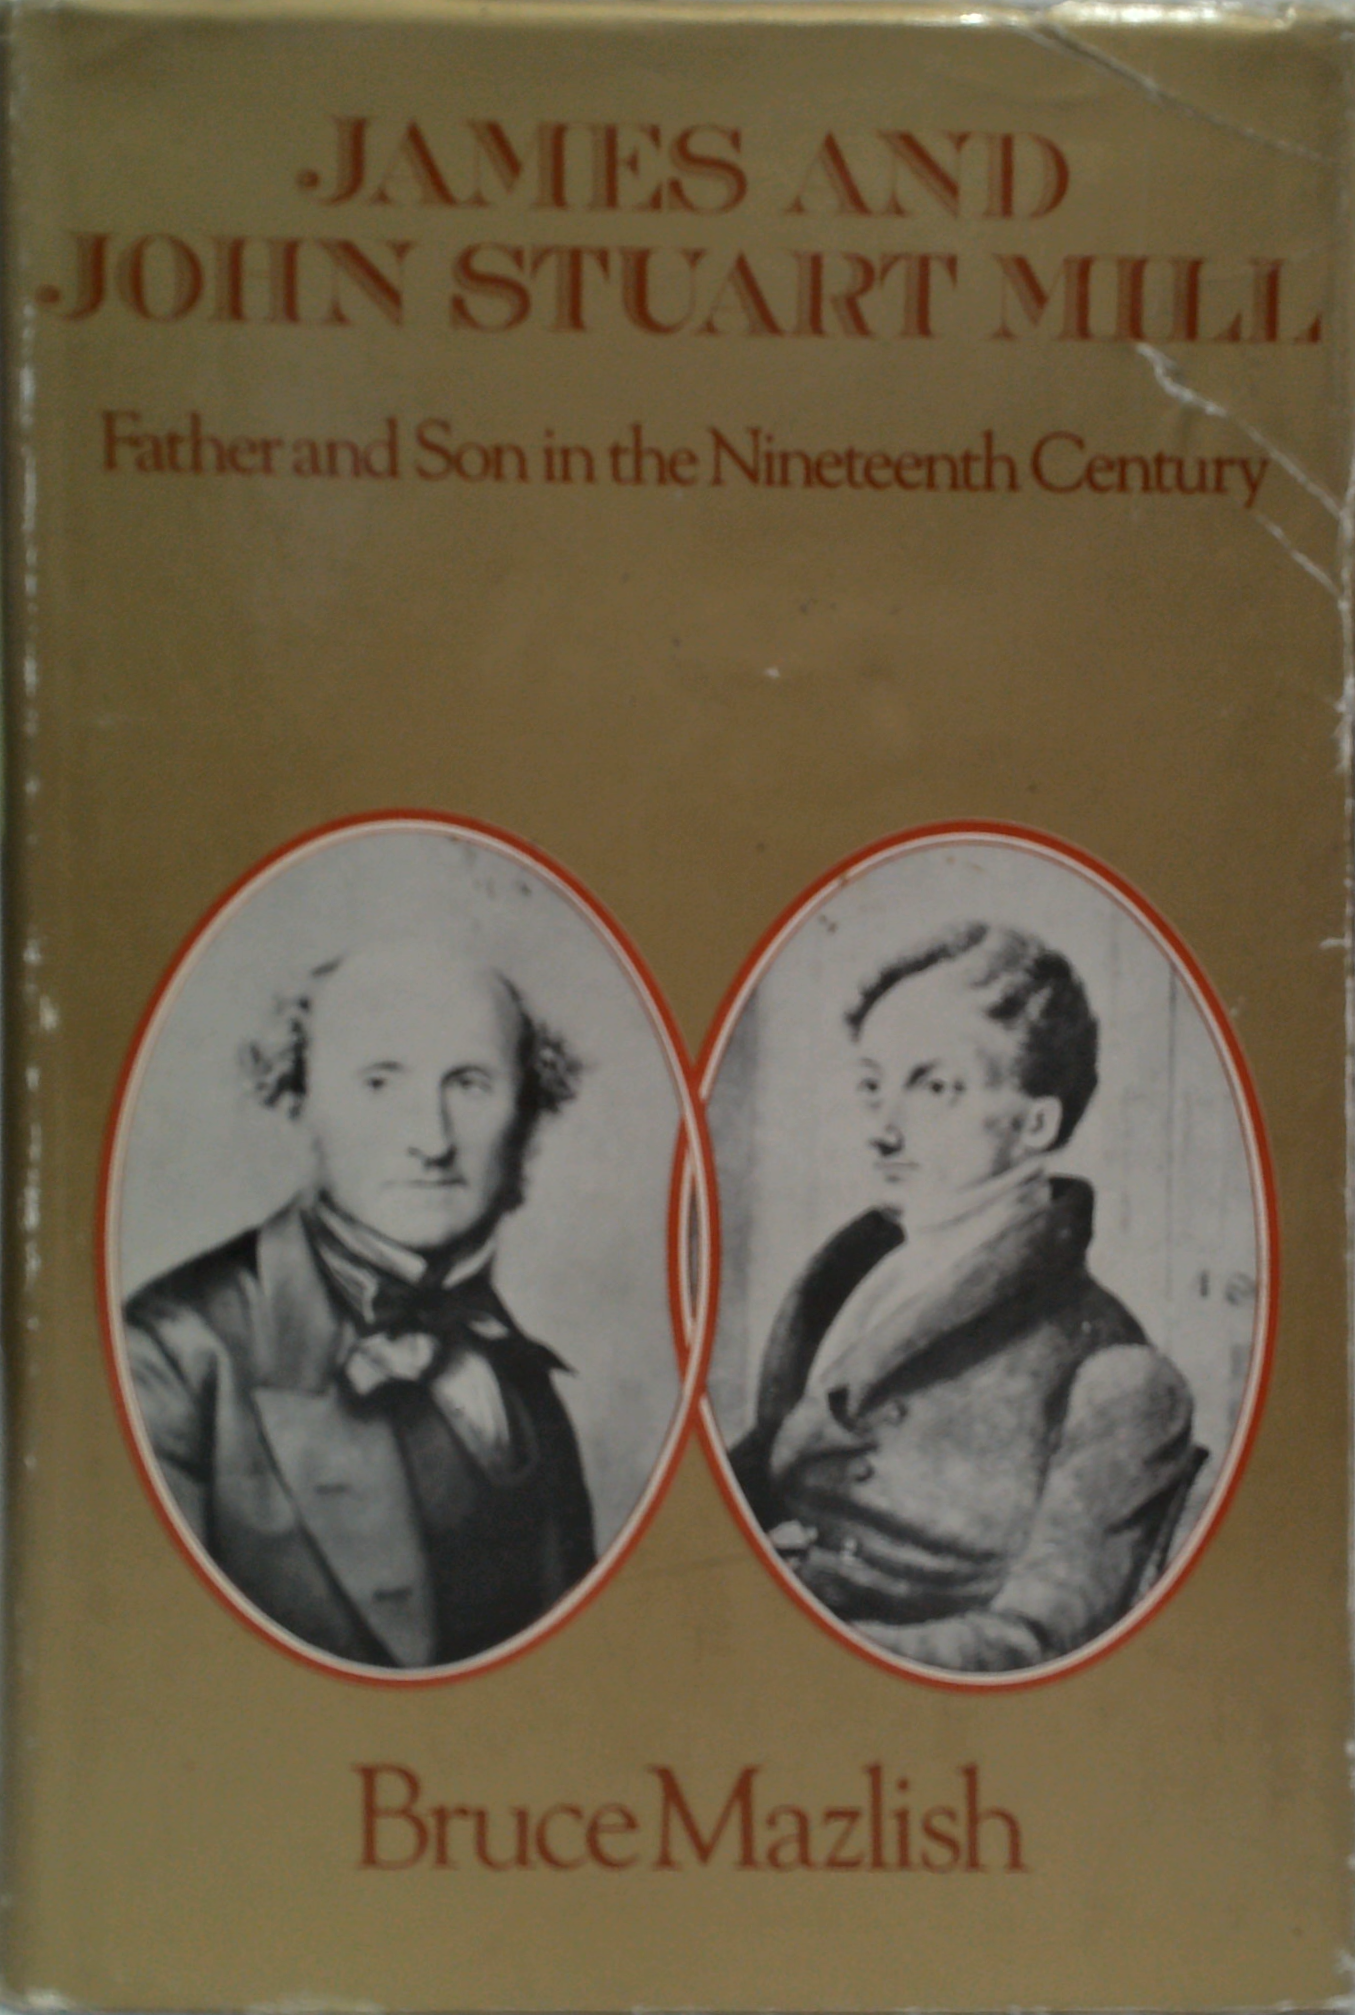 JAMES AND
JOHN STUART MILL
Father and Son in the Nineteenth Century
Bruce Mazlish